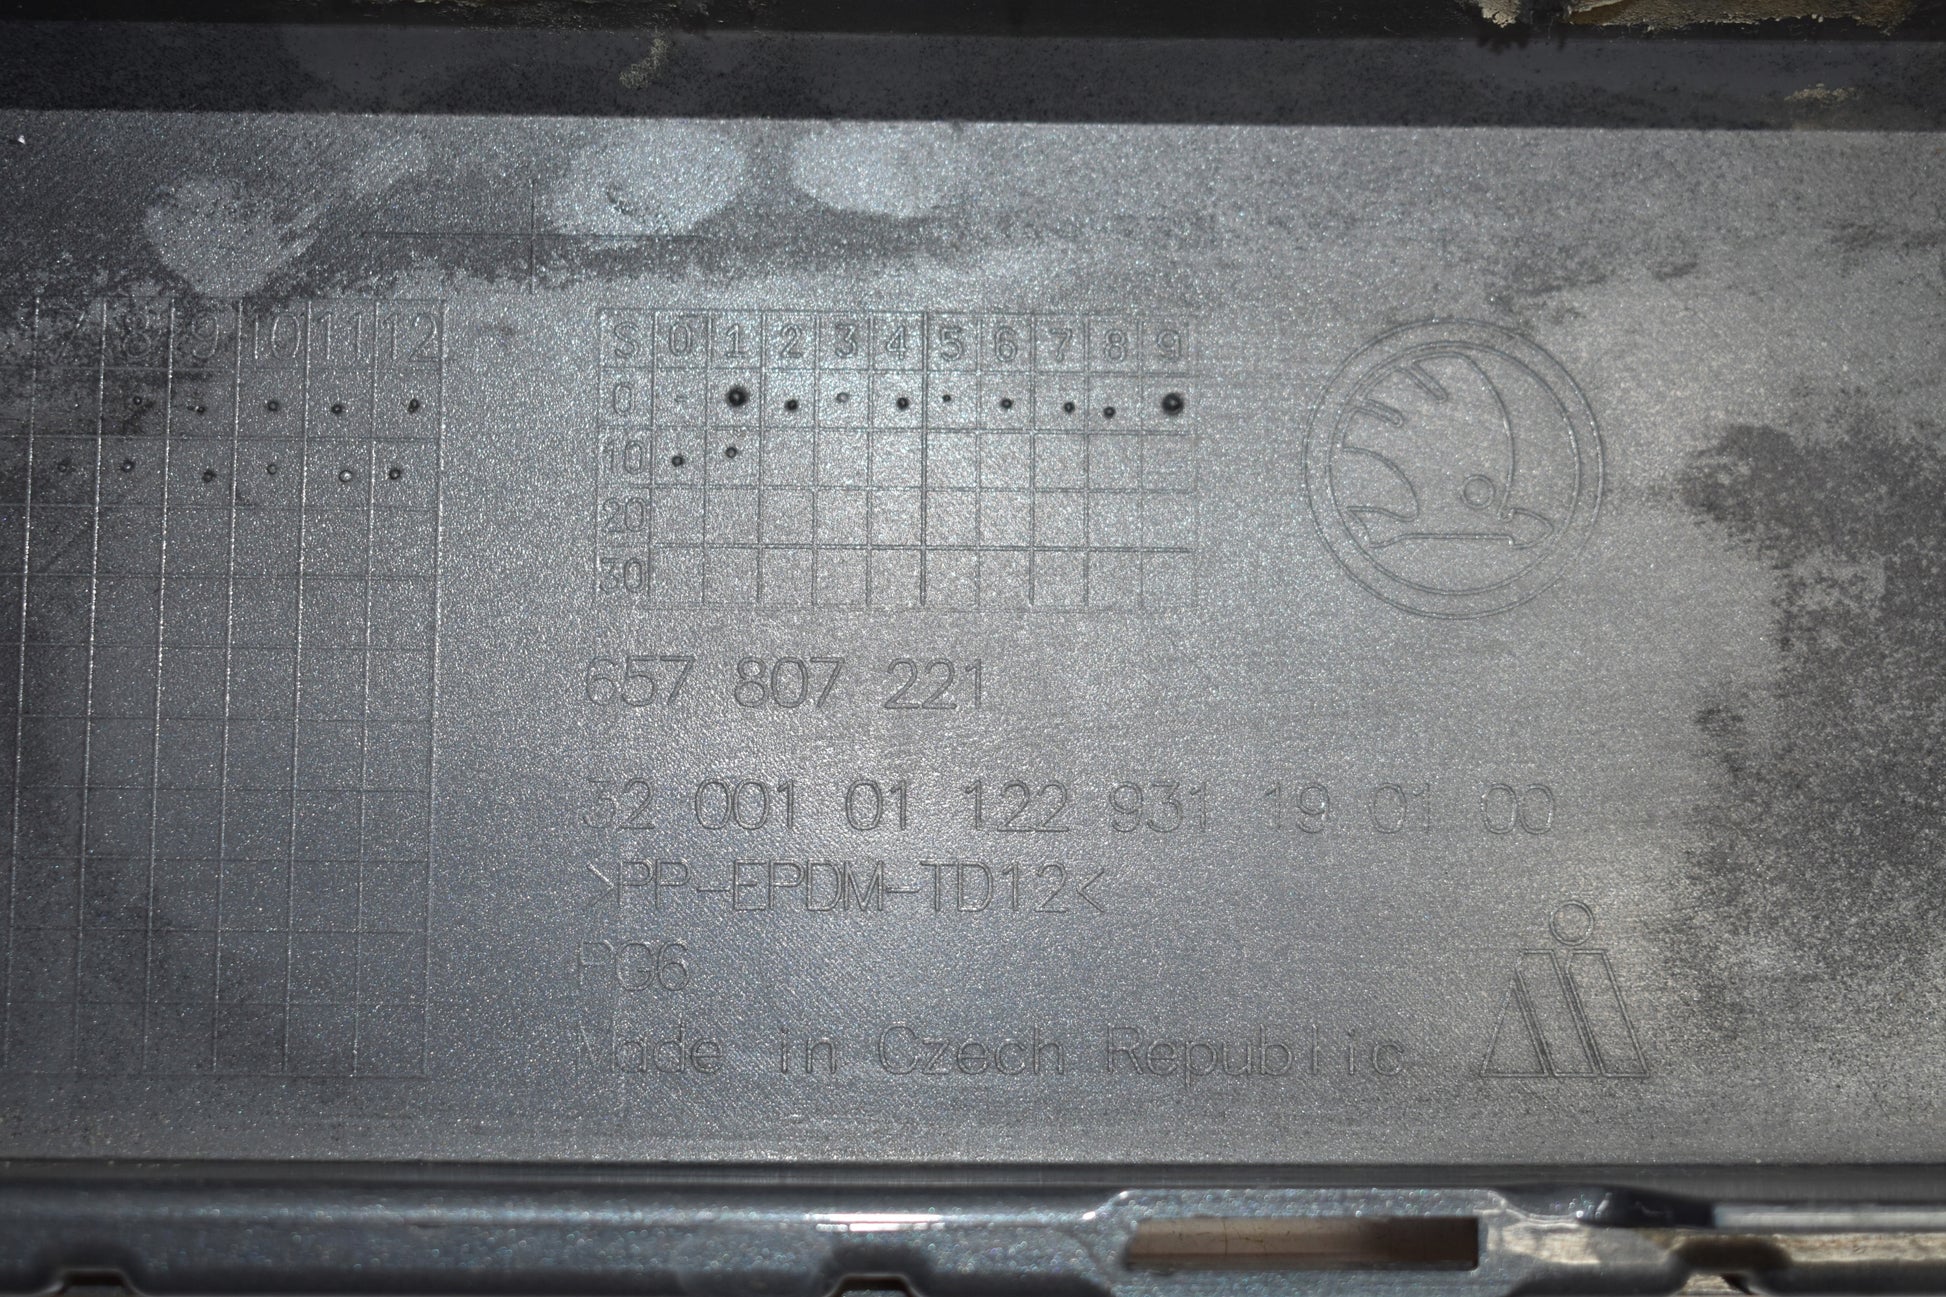 7 8 9 10 11 12
S 0 1 2 3 4 5 6 7 8 9
0
10
20
30
657 807 221
32 001 01 122 931 19 01 00
>PP-EPDM-TD12<
PG6
Made in Czech Republic